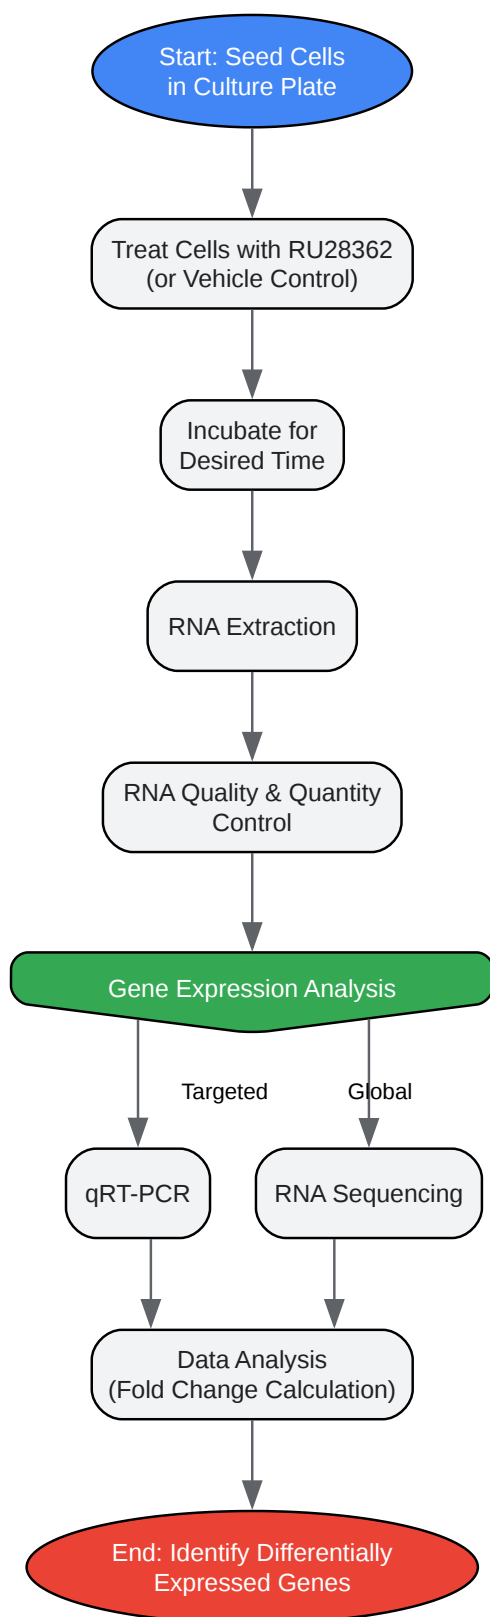 Start: Seed Cells
in Culture Plate
Treat Cells with RU28362
(or Vehicle Control)
Incubate for
Desired Time
RNA Extraction
RNA Quality & Quantity
Control
Gene Expression Analysis
Targeted
Global
qRT-PCR
RNA Sequencing
Data Analysis
(Fold Change Calculation)
End: Identify Differentially
Expressed Genes